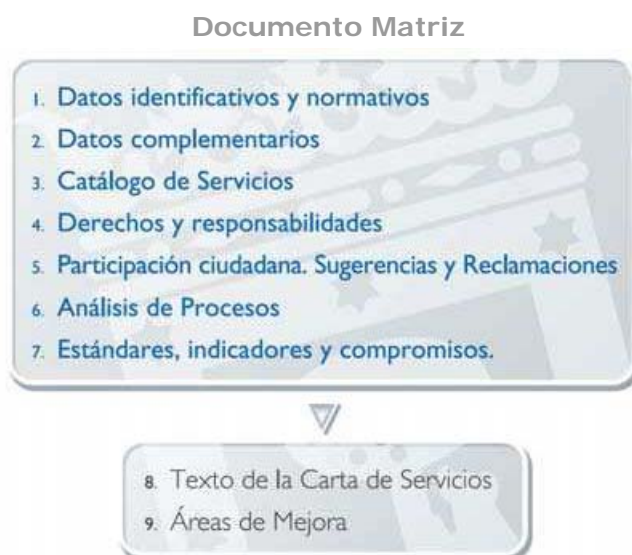 Documento Matriz
1. Datos identificativos y normativos
2. Datos complementarios
3. Catálogo de Servicios
4. Derechos y responsabilidades
5. Participación ciudadana. Sugerencias y Reclamaciones
6. Análisis de Procesos
7. Estándares, indicadores y compromisos.
8. Texto de la Carta de Servicios
9. Áreas de Mejora